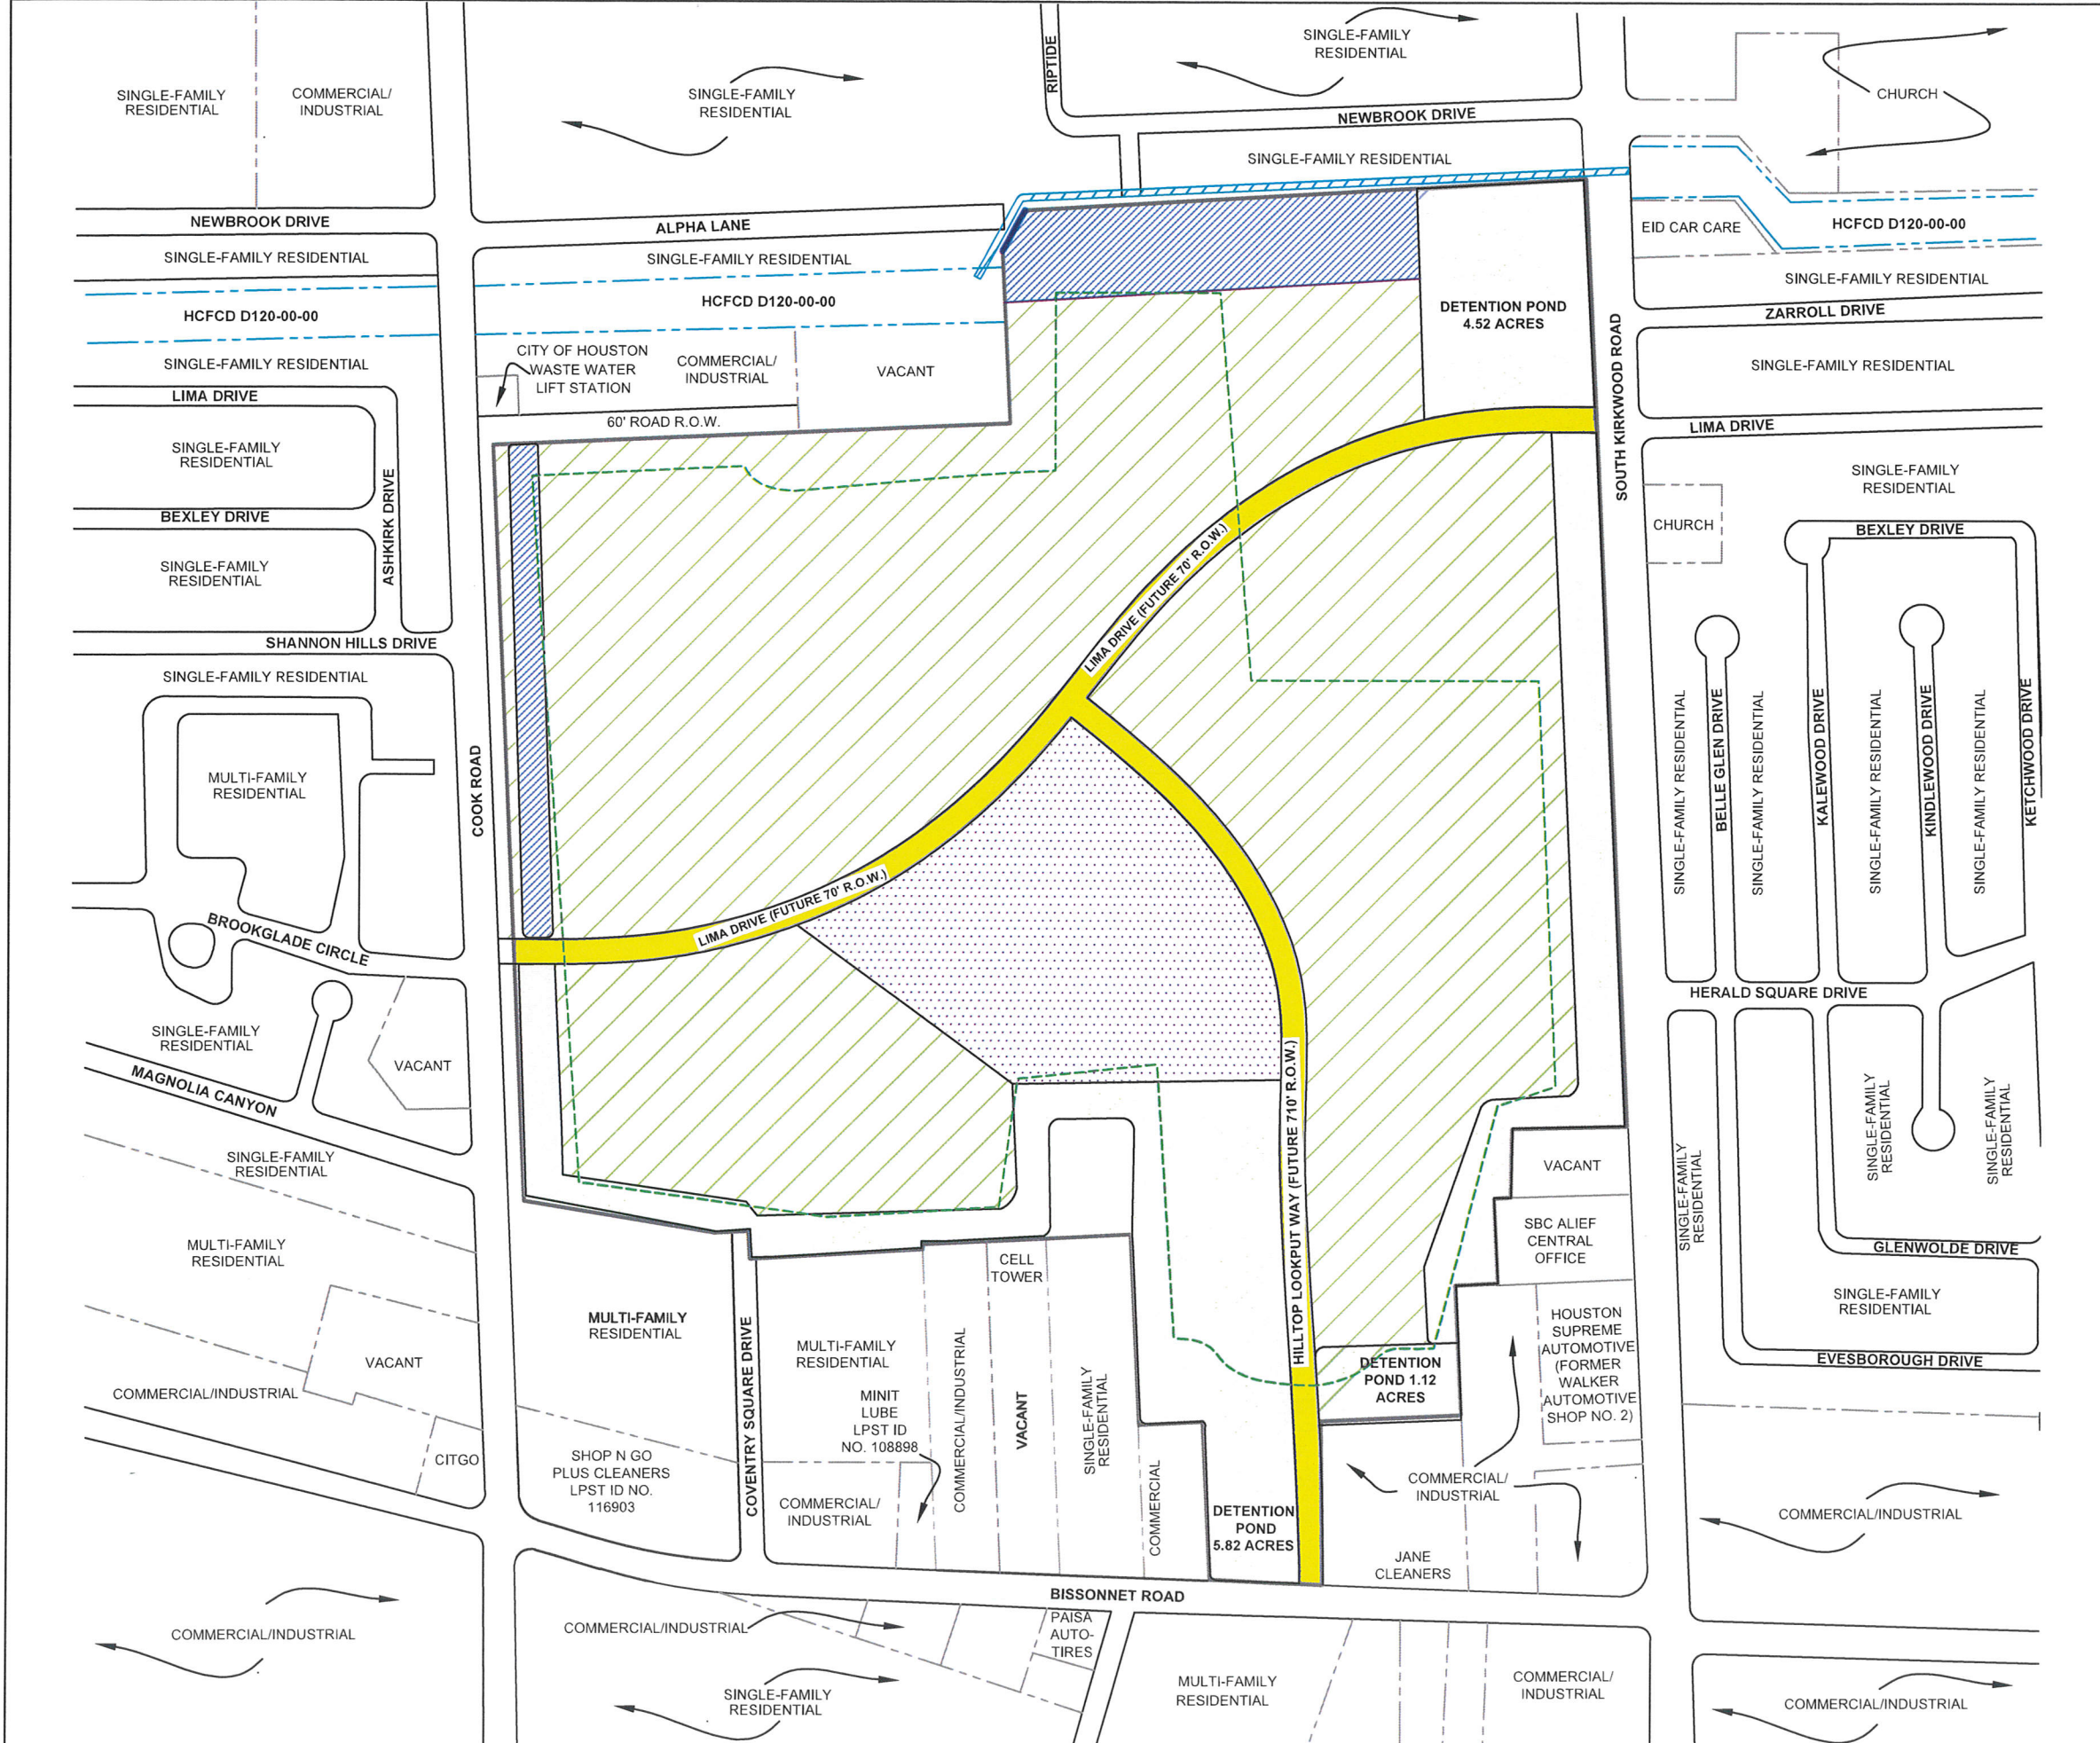 SINGLE-FAMILY
RESIDENTIAL
COMMERCIAL/
INDUSTRIAL
SINGLE-FAMILY
RESIDENTIAL
RIPTIDE
SINGLE-FAMILY
RESIDENTIAL
CHURCH
NEWBROOK DRIVE
SINGLE-FAMILY RESIDENTIAL
NEWBROOK DRIVE
ALPHA LANE
EID CAR CARE
HCFCD D120-00-00
SINGLE-FAMILY RESIDENTIAL
SINGLE-FAMILY RESIDENTIAL
SINGLE-FAMILY RESIDENTIAL
HCFCD D120-00-00
HCFCD D120-00-00
DETENTION POND
4.52 ACRES
ZARROLL DRIVE
SINGLE-FAMILY RESIDENTIAL
CITY OF HOUSTON
WASTE WATER
LIFT STATION
COMMERCIAL/
INDUSTRIAL
VACANT
SOUTH KIRKWOOD ROAD
SINGLE-FAMILY RESIDENTIAL
LIMA DRIVE
60' ROAD R.O.W.
LIMA DRIVE
SINGLE-FAMILY
RESIDENTIAL
ASHKIRK DRIVE
SINGLE-FAMILY
RESIDENTIAL
BEXLEY DRIVE
CHURCH
BEXLEY DRIVE
SINGLE-FAMILY
RESIDENTIAL
LIMA DRIVE (FUTURE 70' R.O.W.)
SHANNON HILLS DRIVE
SINGLE-FAMILY RESIDENTIAL
MULTI-FAMILY
RESIDENTIAL
COOK ROAD
SINGLE-FAMILY RESIDENTIAL
BELLE GLEN DRIVE
SINGLE-FAMILY RESIDENTIAL
KALEWOOD DRIVE
SINGLE-FAMILY RESIDENTIAL
KINDLEWOOD DRIVE
SINGLE-FAMILY RESIDENTIAL
KETCHWOOD DRIVE
LIMA DRIVE (FUTURE 70' R.O.W.)
BROOKGLADE CIRCLE
HERALD SQUARE DRIVE
SINGLE-FAMILY
RESIDENTIAL
VACANT
MAGNOLIA CANYON
HILLTOP LOOKPUT WAY (FUTURE 710' R.O.W.)
SINGLE-FAMILY
RESIDENTIAL
SINGLE-FAMILY
RESIDENTIAL
SINGLE-FAMILY
RESIDENTIAL
SINGLE-FAMILY
RESIDENTIAL
VACANT
SBC ALIEF
CENTRAL
OFFICE
MULTI-FAMILY
RESIDENTIAL
CELL
TOWER
GLENWOLDE DRIVE
SINGLE-FAMILY
RESIDENTIAL
MULTI-FAMILY
RESIDENTIAL
COVENTRY SQUARE DRIVE
MULTI-FAMILY
RESIDENTIAL
COMMERCIAL/INDUSTRIAL
VACANT
SINGLE-FAMILY
RESIDENTIAL
HOUSTON
SUPREME
AUTOMOTIVE
(FORMER
WALKER
AUTOMOTIVE
SHOP NO. 2)
EVESBOROUGH DRIVE
VACANT
COMMERCIAL/INDUSTRIAL
DETENTION
POND 1.12
ACRES
MINIT
LUBE
LPST ID
NO. 108898
CITGO
SHOP N GO
PLUS CLEANERS
LPST ID NO.
116903
COMMERCIAL/
INDUSTRIAL
COMMERCIAL
DETENTION
POND
5.82 ACRES
COMMERCIAL/
INDUSTRIAL
COMMERCIAL/INDUSTRIAL
JANE
CLEANERS
BISSONNET ROAD
COMMERCIAL/INDUSTRIAL
COMMERCIAL/INDUSTRIAL
PAISA
AUTO-
TIRES
SINGLE-FAMILY
RESIDENTIAL
MULTI-FAMILY
RESIDENTIAL
COMMERCIAL/
INDUSTRIAL
COMMERCIAL/INDUSTRIAL